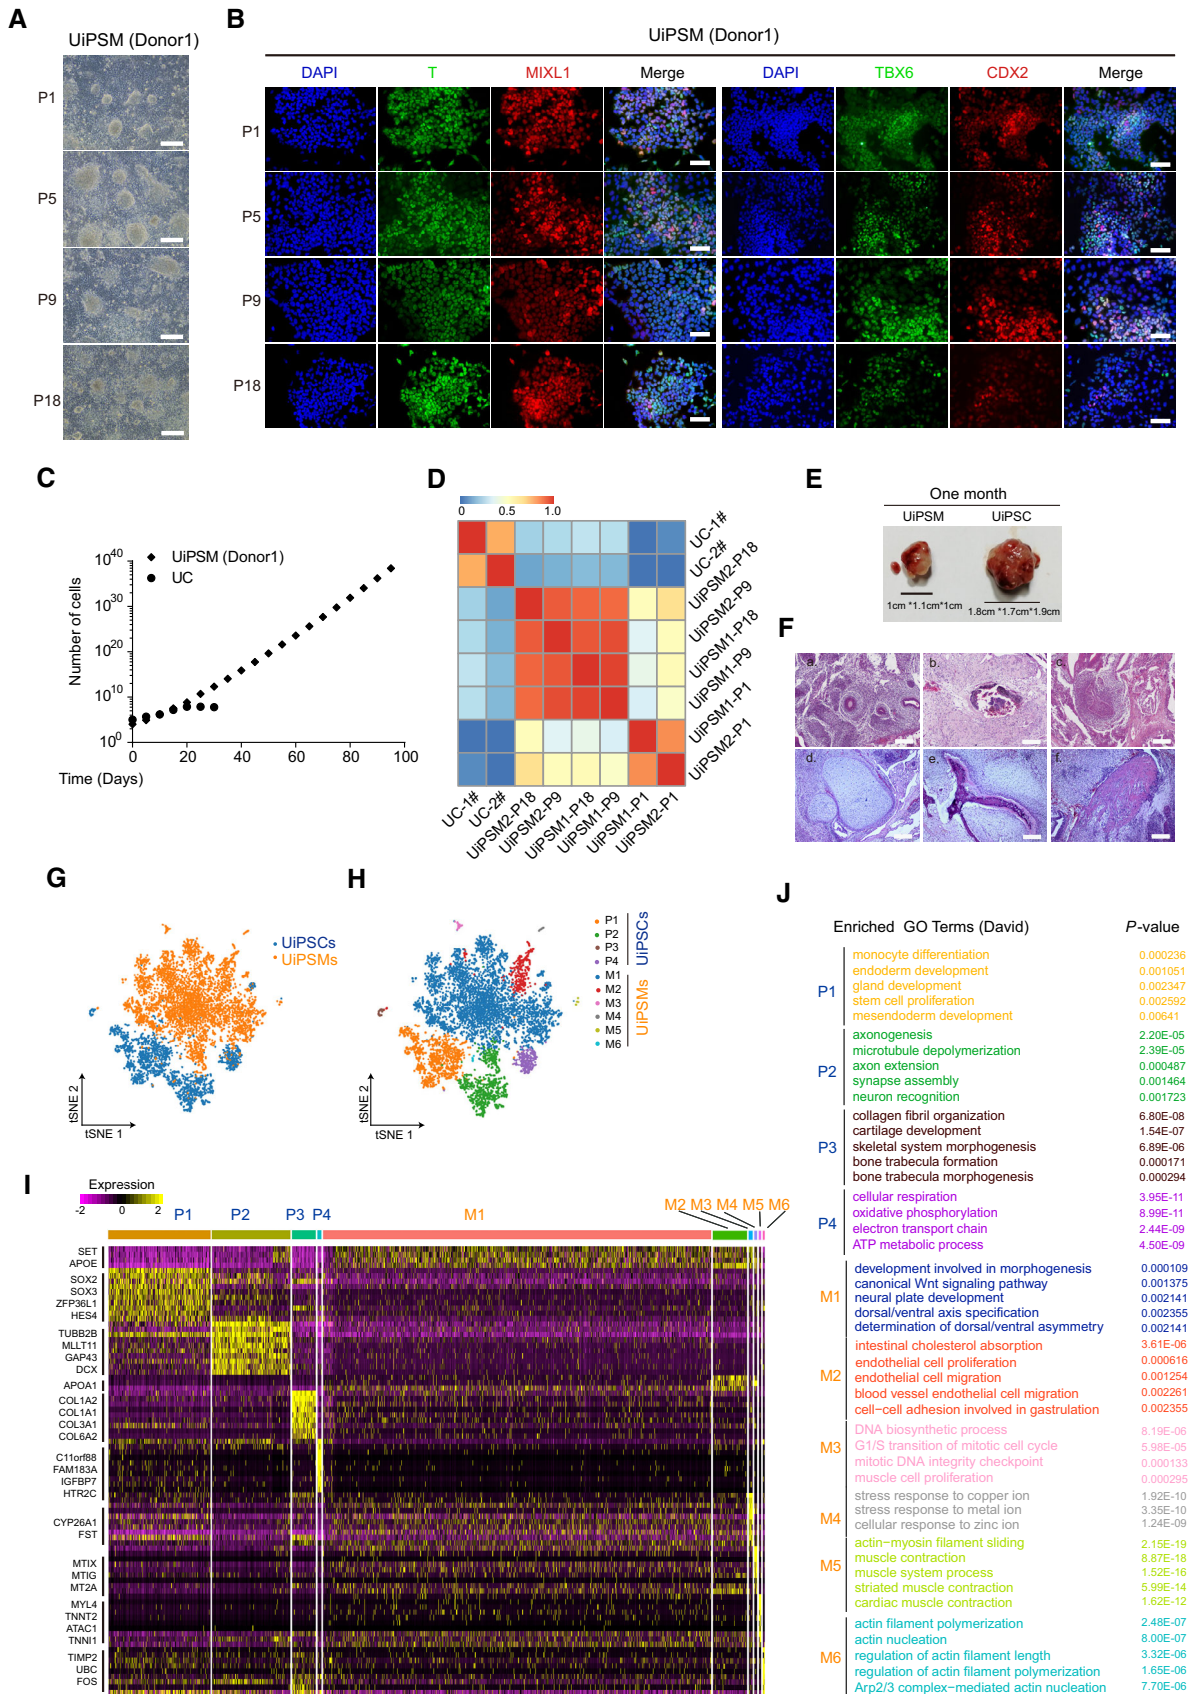 A
UiPSM (Donor1)
P1
P5
P9
P18
B
UiPSM (Donor1)
DAPI T MIXL1 Merge DAPI TBX6 CDX2 Merge
P1
P5
P9
P18
C
Number of cells
10^40
10^30
10^20
10^10
10^0
UiPSM (Donor1)
UC
0 20 40 60 80 100
Time (Days)
D
0 0.5 1.0
UC-1#
UC-2#
UiPSM2-P18
UiPSM2-P9
UiPSM1-P18
UiPSM1-P9
UiPSM1-P1
UiPSM2-P1
UC-1#
UC-2#
UiPSM2-P18
UiPSM2-P9
UiPSM1-P18
UiPSM1-P9
UiPSM1-P1
UiPSM2-P1
E
One month
UiPSM UiPSC
1cm *1.1cm*1cm
1.8cm *1.7cm*1.9cm
F
a. b. c.
d. e. f.
G
UiPSCs
UiPSMs
tSNE 2
tSNE 1
H
P1
P2
P3
P4
M1
M2
M3
M4
M5
M6
UiPSCs
UiPSMs
tSNE 2
tSNE 1
I
Expression
-2 0 2
P1 P2 P3 P4 M1 M2 M3 M4 M5 M6
SET
APOE
SOX2
SOX3
ZFP36L1
HES4
TUBB2B
MLLT11
GAP43
DCX
APOA1
COL1A2
COL1A1
COL3A1
COL6A2
C11orf88
FAM183A
IGFBP7
HTR2C
CYP26A1
FST
MTIX
MTIG
MT2A
MYL4
TNNT2
ATAC1
TNNI1
TIMP2
UBC
FOS
J
Enriched GO Terms (David) P-value
P1
monocyte differentiation 0.000236
endoderm development 0.001051
gland development 0.002347
stem cell proliferation 0.002592
mesendoderm development 0.00641
P2
axonogenesis 2.20E-05
microtubule depolymerization 2.39E-05
axon extension 0.000487
synapse assembly 0.001464
neuron recognition 0.001723
P3
collagen fibril organization 6.80E-08
cartilage development 1.54E-07
skeletal system morphogenesis 6.89E-06
bone trabecula formation 0.000171
bone trabecula morphogenesis 0.000294
P4
cellular respiration 3.95E-11
oxidative phosphorylation 8.99E-11
electron transport chain 2.44E-09
ATP metabolic process 4.50E-09
M1
development involved in morphogenesis 0.000109
canonical Wnt signaling pathway 0.001375
neural plate development 0.002141
dorsal/ventral axis specification 0.002355
determination of dorsal/ventral asymmetry 0.002141
M2
intestinal cholesterol absorption 3.61E-06
endothelial cell proliferation 0.000616
endothelial cell migration 0.001254
blood vessel endothelial cell migration 0.002261
cell−cell adhesion involved in gastrulation 0.002355
M3
DNA biosynthetic process 8.19E-06
G1/S transition of mitotic cell cycle 5.98E-05
mitotic DNA integrity checkpoint 0.000133
muscle cell proliferation 0.000295
M4
stress response to copper ion 1.92E-10
stress response to metal ion 3.35E-10
cellular response to zinc ion 1.24E-09
M5
actin−myosin filament sliding 2.15E-19
muscle contraction 8.87E-18
muscle system process 1.52E-16
striated muscle contraction 5.99E-14
cardiac muscle contraction 1.62E-12
M6
actin filament polymerization 2.48E-07
actin nucleation 8.00E-07
regulation of actin filament length 3.32E-06
regulation of actin filament polymerization 1.65E-06
Arp2/3 complex−mediated actin nucleation 7.70E-06